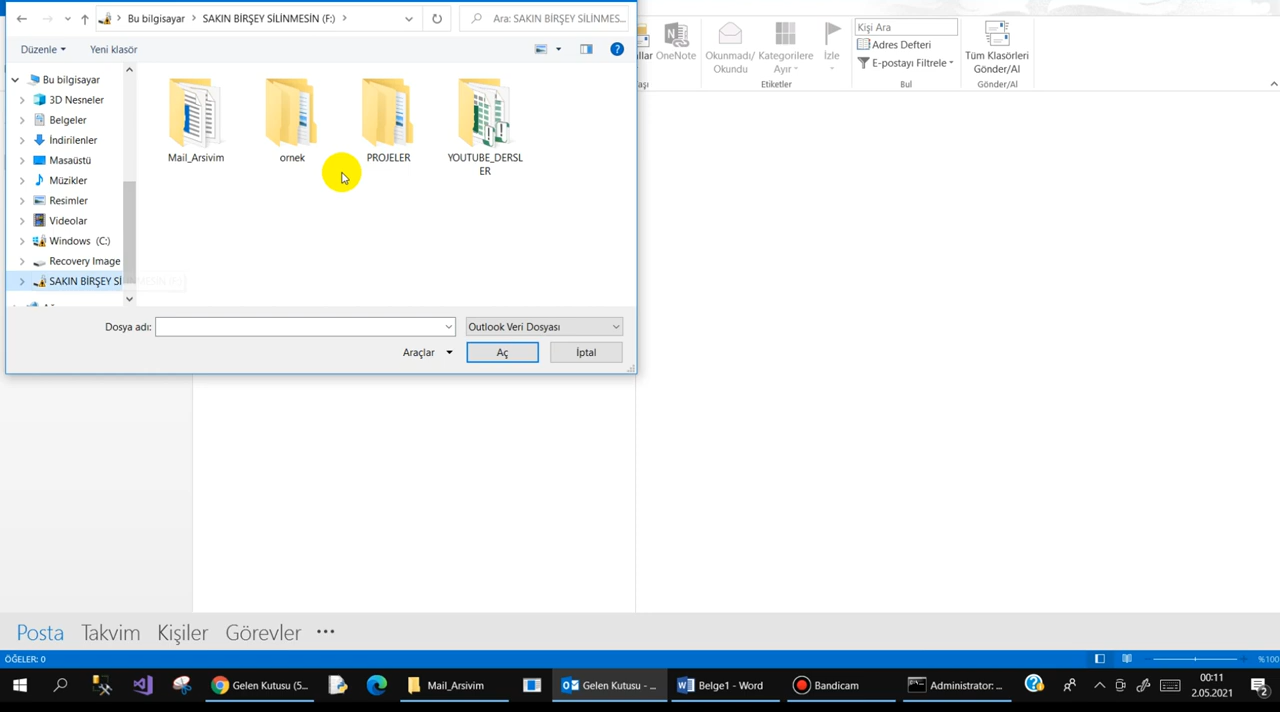 Bu bilgisayar > SAKIN BİRŞEY SİLİNMESİN (F:) >
Ara: SAKIN BİRŞEY SİLİNMES...
Düzenle
Yeni klasör
Bu bilgisayar
3D Nesneler
Belgeler
İndirilenler
Masaüstü
Müzikler
Resimler
Videolar
Windows (C:)
Recovery Image
SAKIN BİRŞEY Sİ
Mail_Arsivim
ornek
PROJELER
YOUTUBE_DERSL
ER
Dosya adı:
Outlook Veri Dosyası
Araçlar
Aç
İptal
OneNote
Okunmadı/
Okundu
Kategorilere
Ayır
İzle
Etiketler
Kişi Ara
Adres Defteri
E-postayı Filtrele
Bul
Tüm Klasörleri
Gönder/Al
Gönder/Al
Posta Takvim Kişiler Görevler ...
ÖĞELER: 0
%100
Gelen Kutusu (5...
Mail_Arsivim
Gelen Kutusu - ...
Belge1 - Word
Bandicam
Administrator: ...
00:11
2.05.2021
2